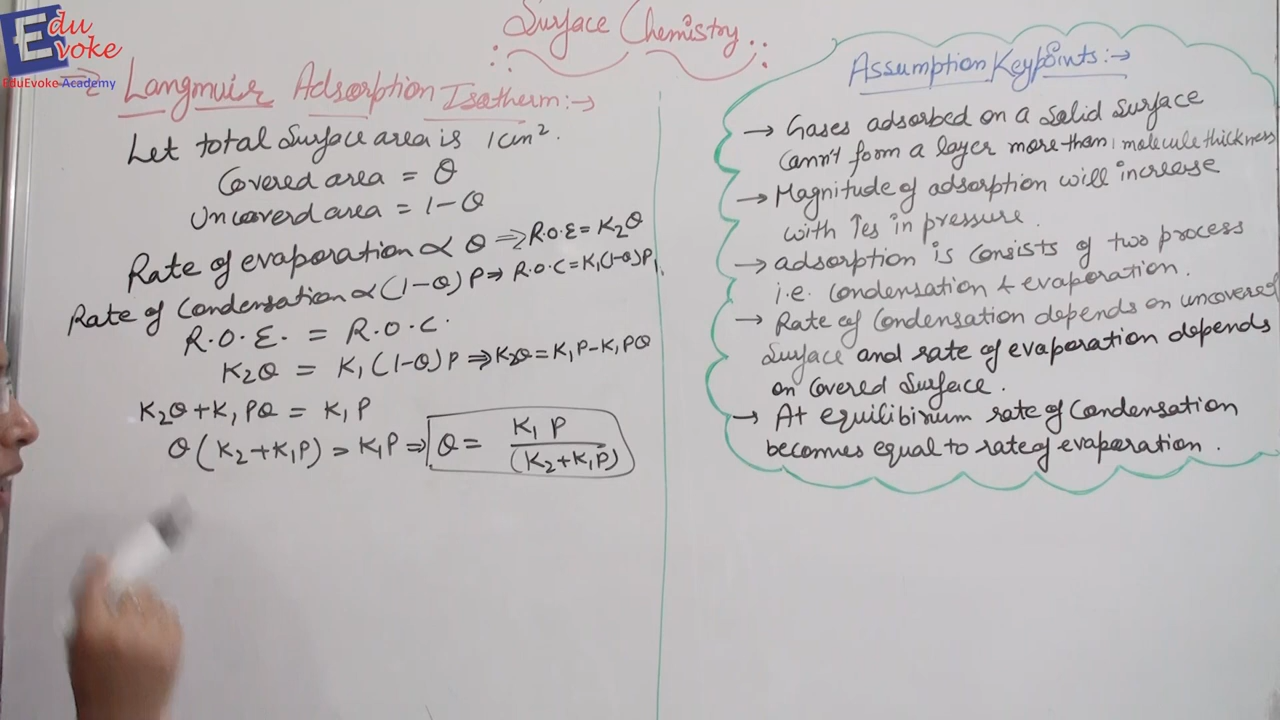 Edu
Evoke
EduEvoke Academy
Surface Chemistry
⇒ Langmuir Adsorption Isotherm:→
Let total Surface area is 1cm².
Covered area = θ
Uncoverd area = 1-θ
Rate of evaporation ∝ θ ⇒ R.O.E = K₂θ
Rate of Condensation ∝ (1-θ) P ⇒ R.O.C = K₁(1-θ)P
R.O.E. = R.O.C.
K₂θ = K₁(1-θ)P ⇒ K₂θ = K₁P-K₁Pθ
K₂θ + K₁Pθ = K₁P
θ(K₂+K₁P) = K₁P ⇒ θ = K₁P / (K₂+K₁P)
Assumption Keypoints:→
→ Gases adsorbed on a Solid Surface
Cann't form a layer more than 1 molecule thickness
→ Magnitude of adsorption will increase
with ↑es in pressure.
→ adsorption is consists of two process
i.e. Condensation & evaporation.
→ Rate of Condensation depends on uncovered
Surface and rate of evaporation depends
on Covered Surface.
→ At equilibirium rate of Condensation
becomes equal to rate of evaporation.